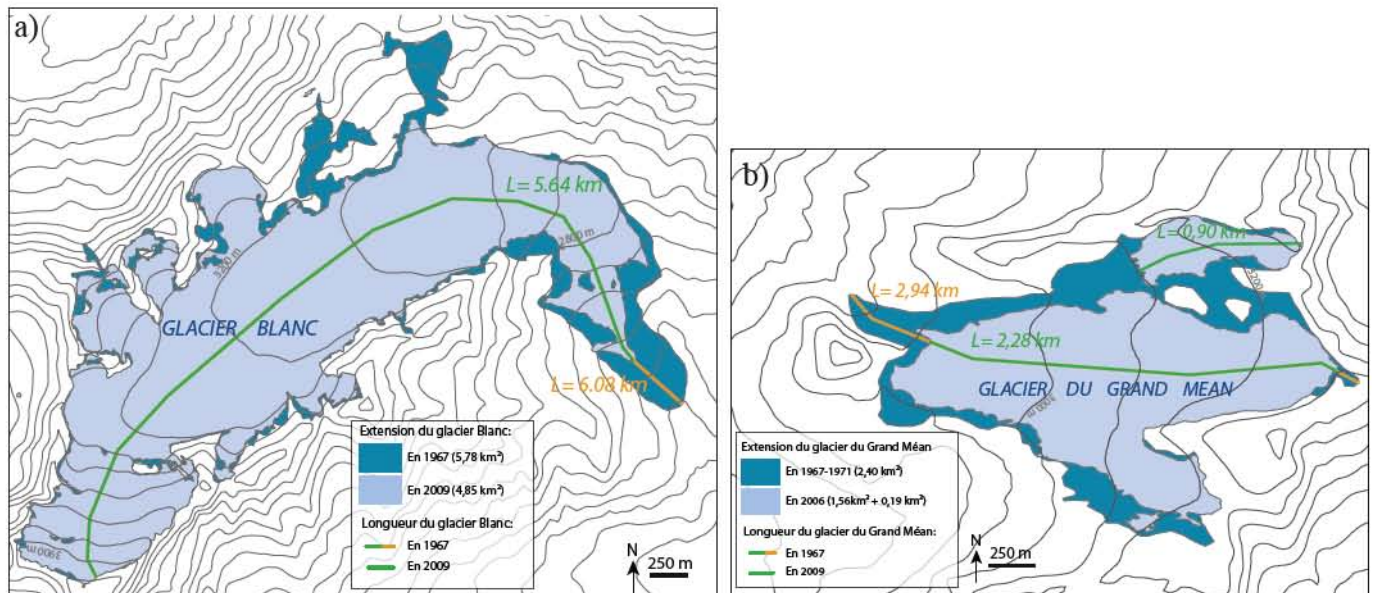 a)
L= 5.64 km
2800 m
3200 m
GLACIER BLANC
L= 6.08 km
3900 m
Extension du glacier Blanc:
En 1967 (5,78 km²)
En 2009 (4,85 km²)
Longueur du glacier Blanc:
En 1967
En 2009
N
250 m
b)
L= 0,90 km
3200
L= 2,94 km
L= 2,28 km
GLACIER DU GRAND MEAN
3000 m
Extension du glacier du Grand Méan
En 1967-1971 (2,40 km²)
En 2006 (1,56km² + 0,19 km²)
Longueur du glacier du Grand Méan:
En 1967
En 2009
N
250 m